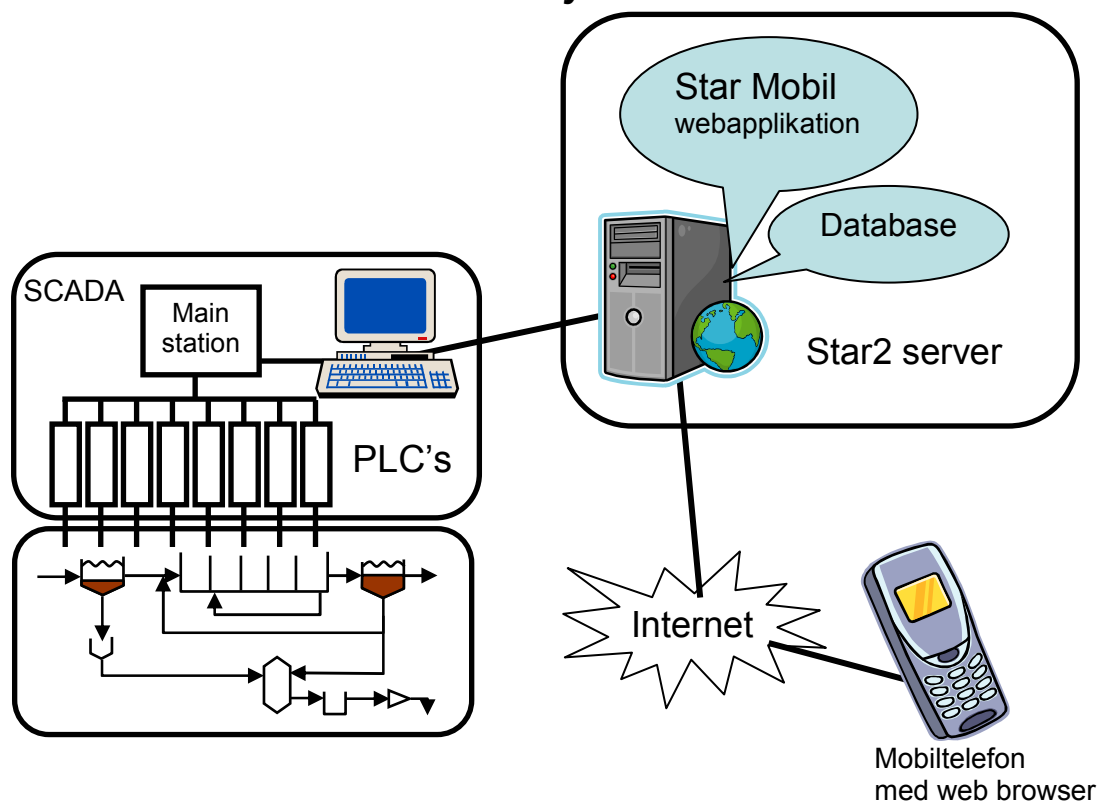 Star Mobil
webapplikation
Database
Star2 server
SCADA
Main
station
PLC's
Internet
Mobiltelefon
med web browser